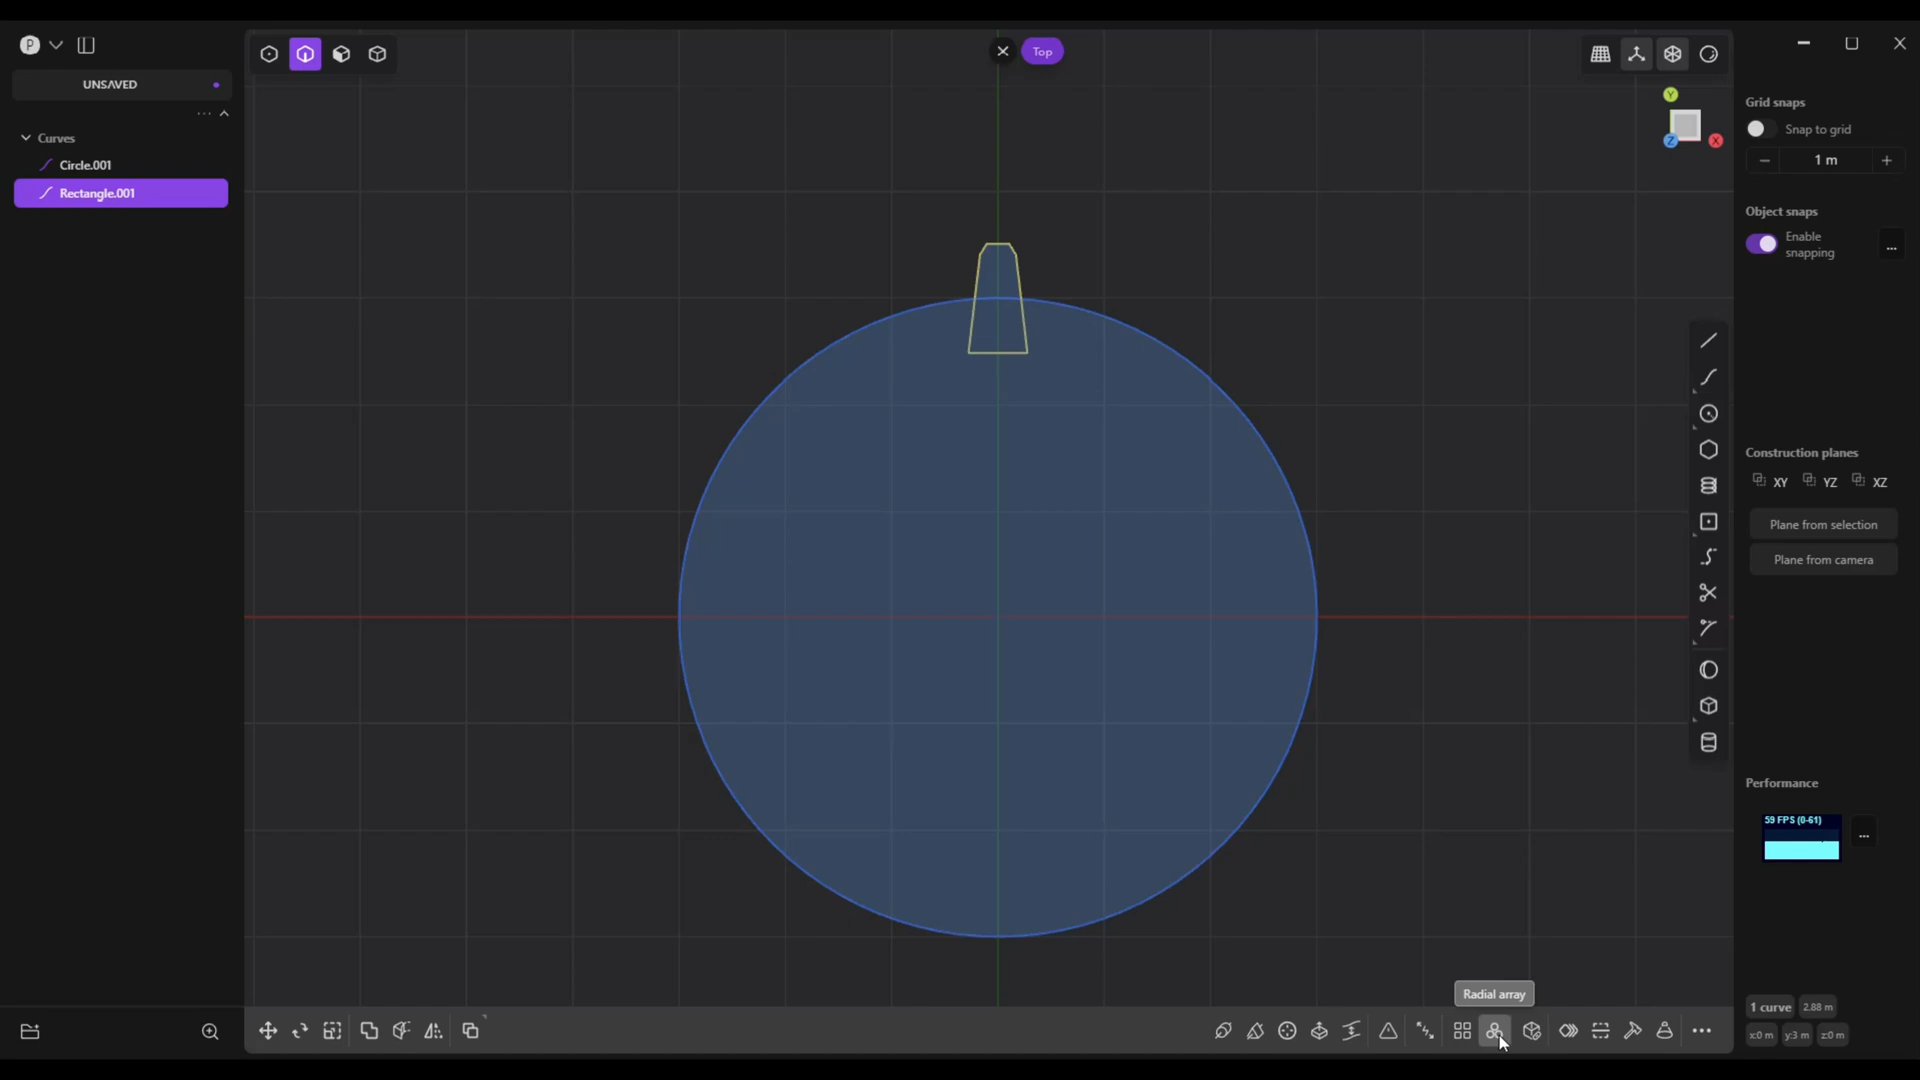 P
UNSAVED
...
Curves
Circle.001
Rectangle.001
Top
Y
Z
X
Grid snaps
Snap to grid
1 m
Object snaps
Enable
snapping
...
Construction planes
XY YZ XZ
Plane from selection
Plane from camera
Performance
59 FPS (0-61)
...
Radial array
1 curve 2.88 m
x:0 m y:3 m z:0 m